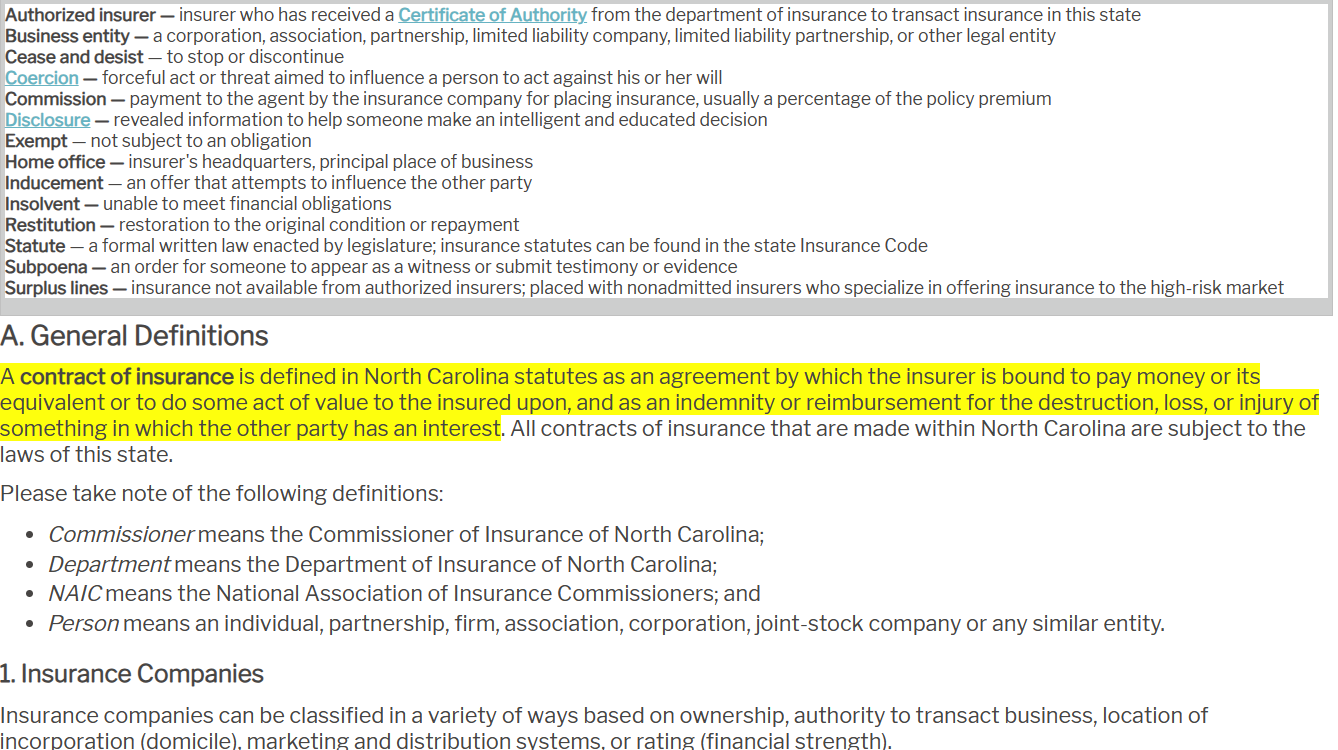 Authorized insurer — insurer who has received a Certificate of Authority from the department of insurance to transact insurance in this state
Business entity — a corporation, association, partnership, limited liability company, limited liability partnership, or other legal entity
Cease and desist — to stop or discontinue
Coercion — forceful act or threat aimed to influence a person to act against his or her will
Commission — payment to the agent by the insurance company for placing insurance, usually a percentage of the policy premium
Disclosure — revealed information to help someone make an intelligent and educated decision
Exempt — not subject to an obligation
Home office — insurer's headquarters, principal place of business
Inducement — an offer that attempts to influence the other party
Insolvent — unable to meet financial obligations
Restitution — restoration to the original condition or repayment
Statute — a formal written law enacted by legislature; insurance statutes can be found in the state Insurance Code
Subpoena — an order for someone to appear as a witness or submit testimony or evidence
Surplus lines — insurance not available from authorized insurers; placed with nonadmitted insurers who specialize in offering insurance to the high-risk market
A. General Definitions
A contract of insurance is defined in North Carolina statutes as an agreement by which the insurer is bound to pay money or its
equivalent or to do some act of value to the insured upon, and as an indemnity or reimbursement for the destruction, loss, or injury of
something in which the other party has an interest. All contracts of insurance that are made within North Carolina are subject to the
laws of this state.
Please take note of the following definitions:
• Commissioner means the Commissioner of Insurance of North Carolina;
• Department means the Department of Insurance of North Carolina;
• NAIC means the National Association of Insurance Commissioners; and
• Person means an individual, partnership, firm, association, corporation, joint-stock company or any similar entity.
1. Insurance Companies
Insurance companies can be classified in a variety of ways based on ownership, authority to transact business, location of
incorporation (domicile), marketing and distribution systems, or rating (financial strength).